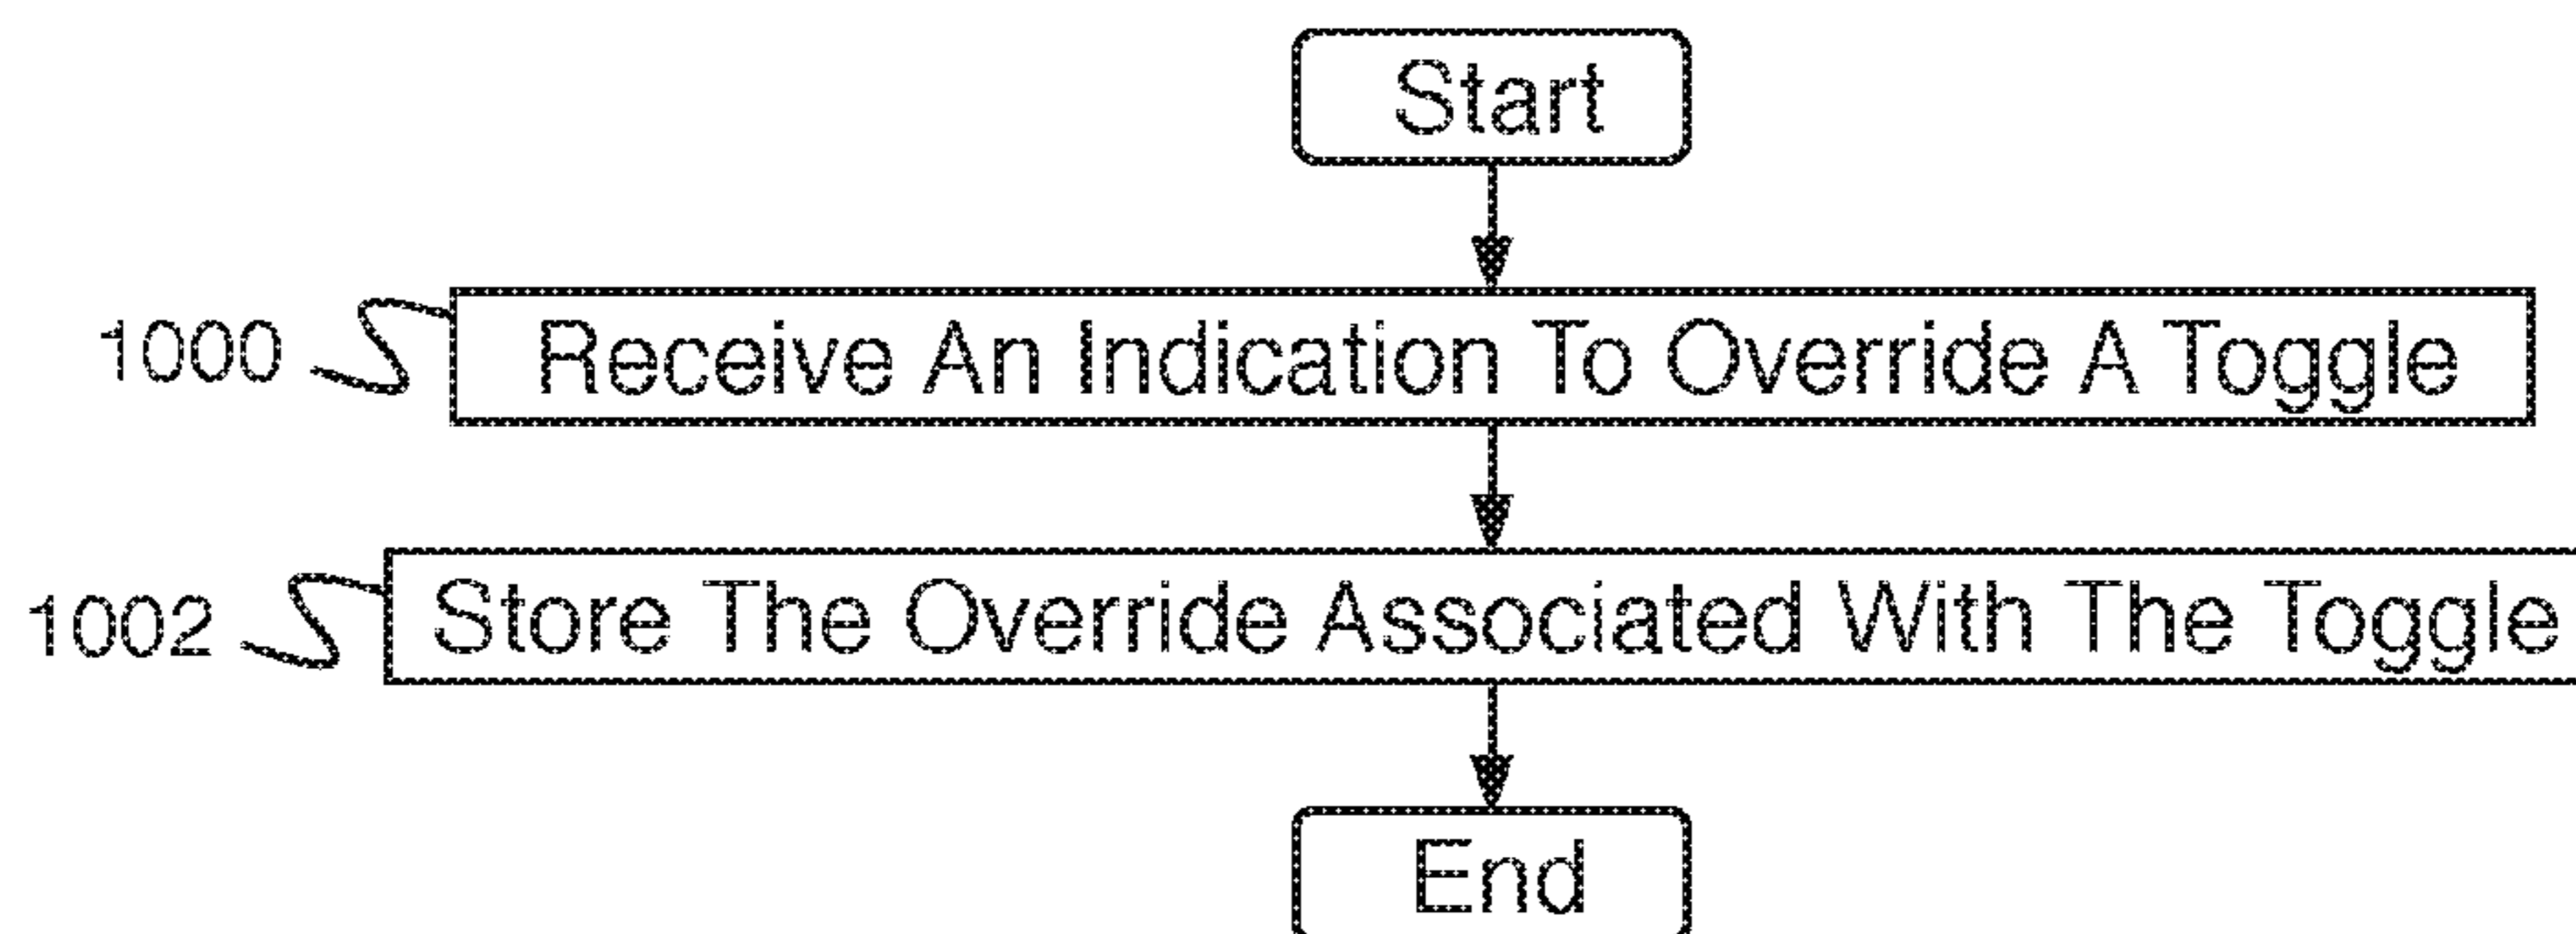 Start
1000 Receive An Indication To Override A Toggle
1002 Store The Override Associated With The Toggle
End